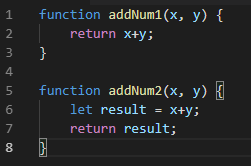 1 function addNum1(x, y) {
2     return x+y;
3 }
4
5 function addNum2(x, y) {
6     let result = x+y;
7     return result;
8 }